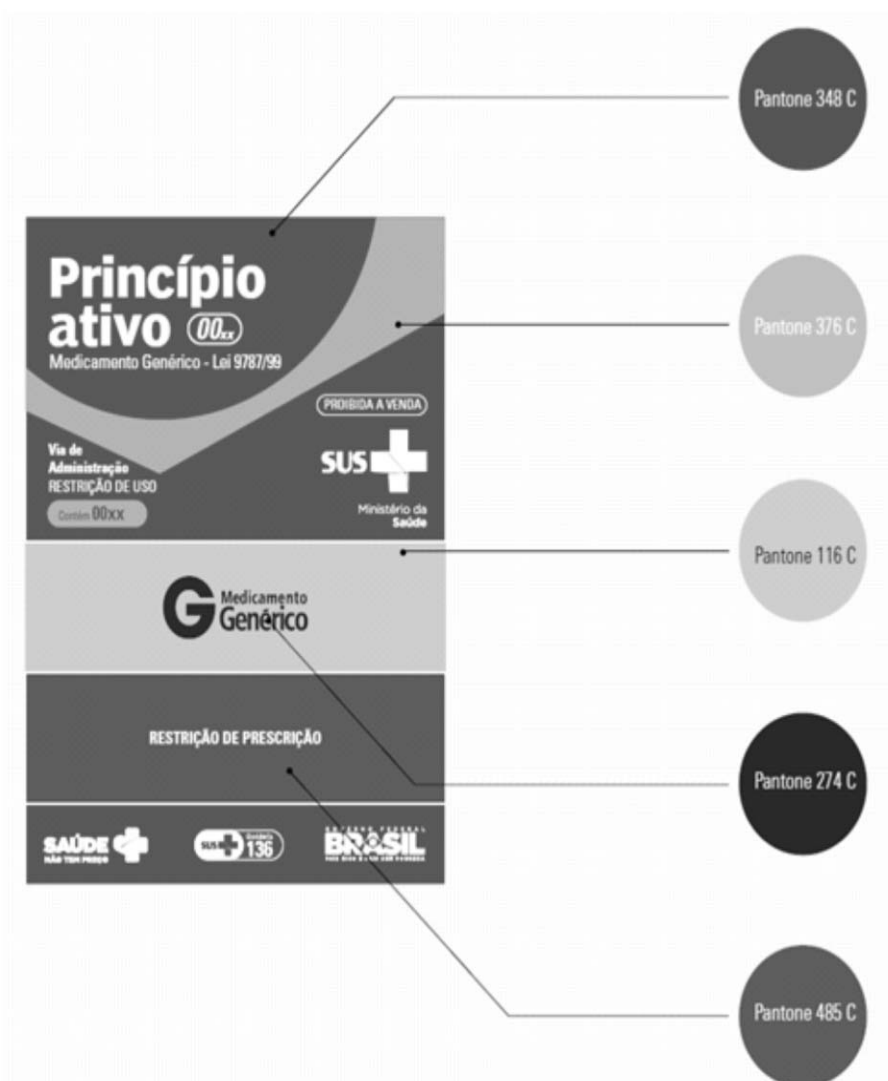 Pantone 348 C
Princípio
ativo 00xx
Medicamento Genérico - Lei 9787/99
Pantone 376 C
PROIBIDA A VENDA
Via de
Administração
RESTRIÇÃO DE USO
Contém 00xx
SUS
Ministério da
Saúde
Pantone 116 C
G Medicamento
Genérico
RESTRIÇÃO DE PRESCRIÇÃO
Pantone 274 C
SAÚDE
NÃO TEM PREÇO
SUS
136
GOVERNO FEDERAL
BRASIL
Pantone 485 C